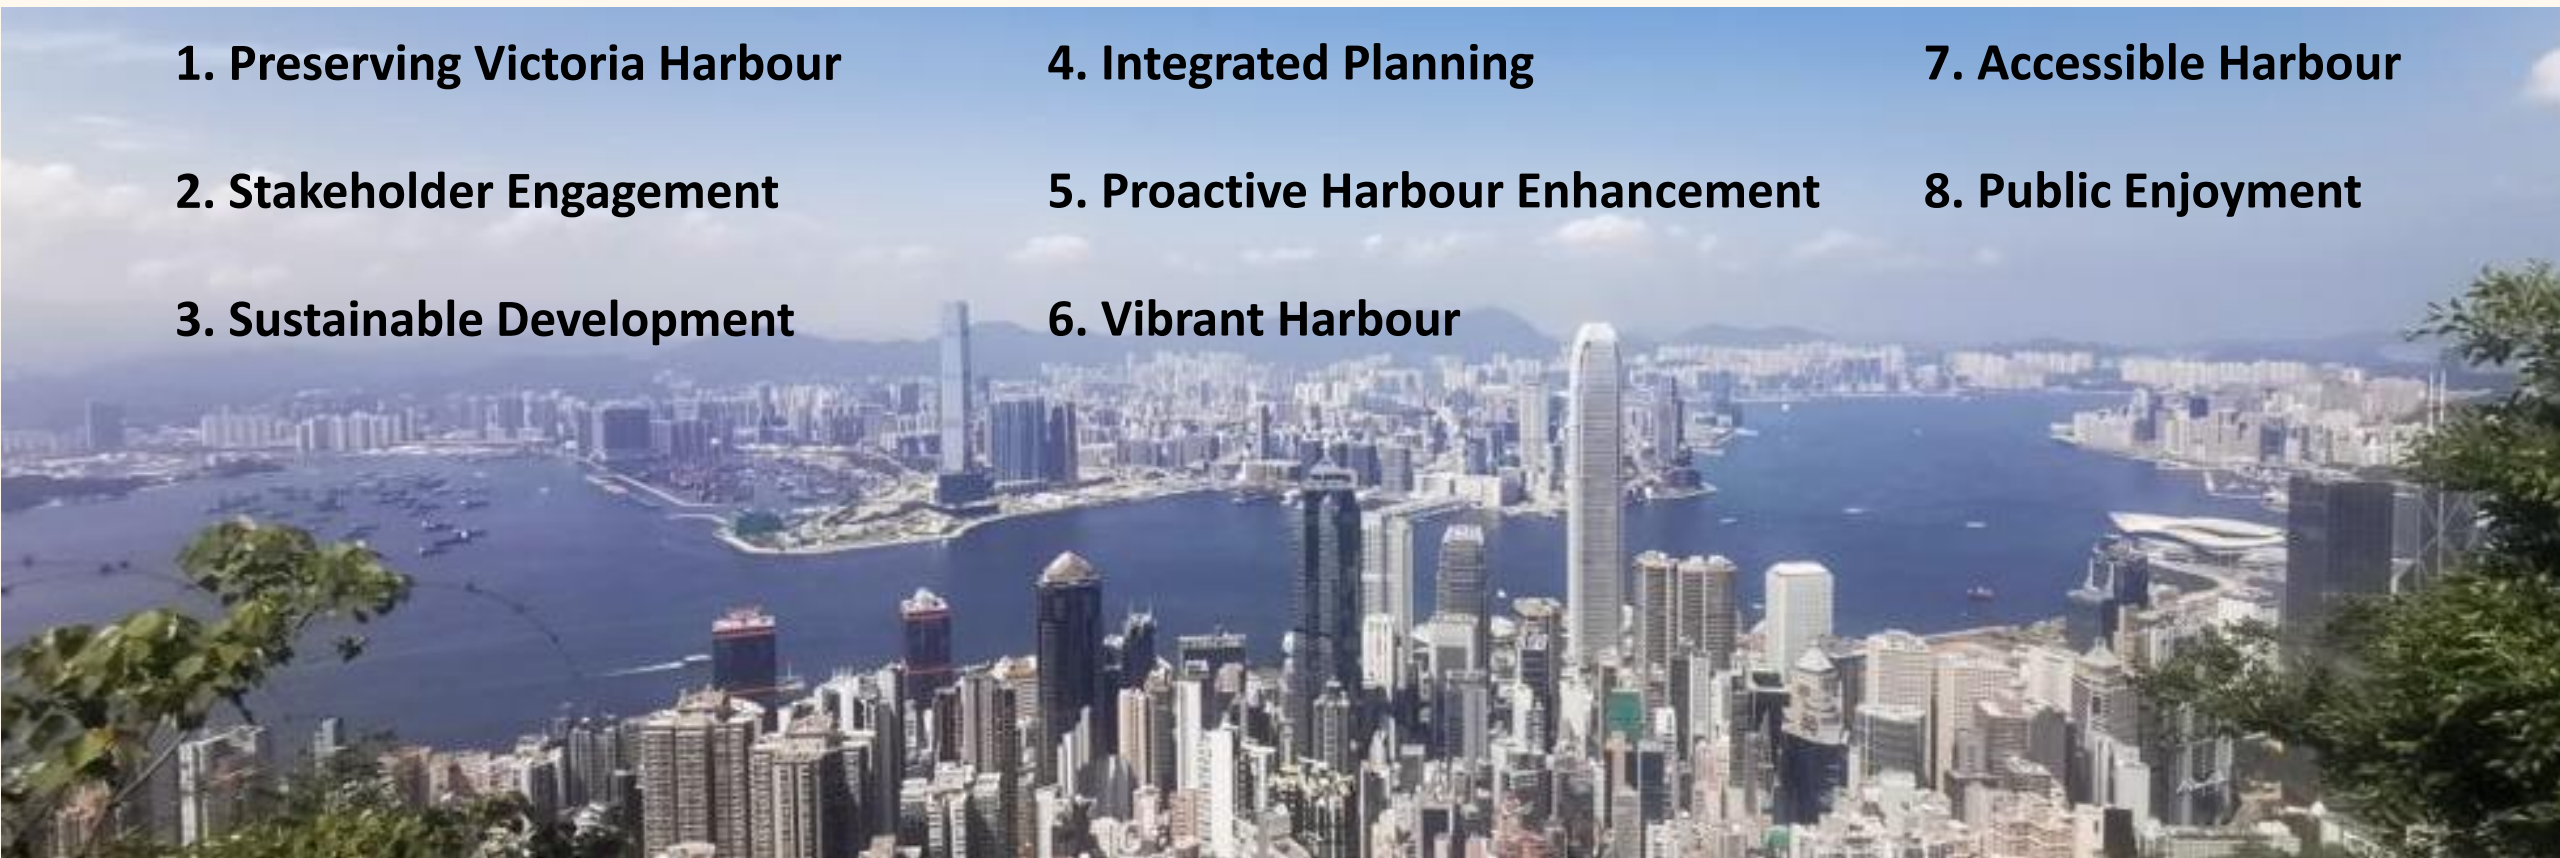 1. Preserving Victoria Harbour
2. Stakeholder Engagement
3. Sustainable Development
4. Integrated Planning
5. Proactive Harbour Enhancement
6. Vibrant Harbour
7. Accessible Harbour
8. Public Enjoyment